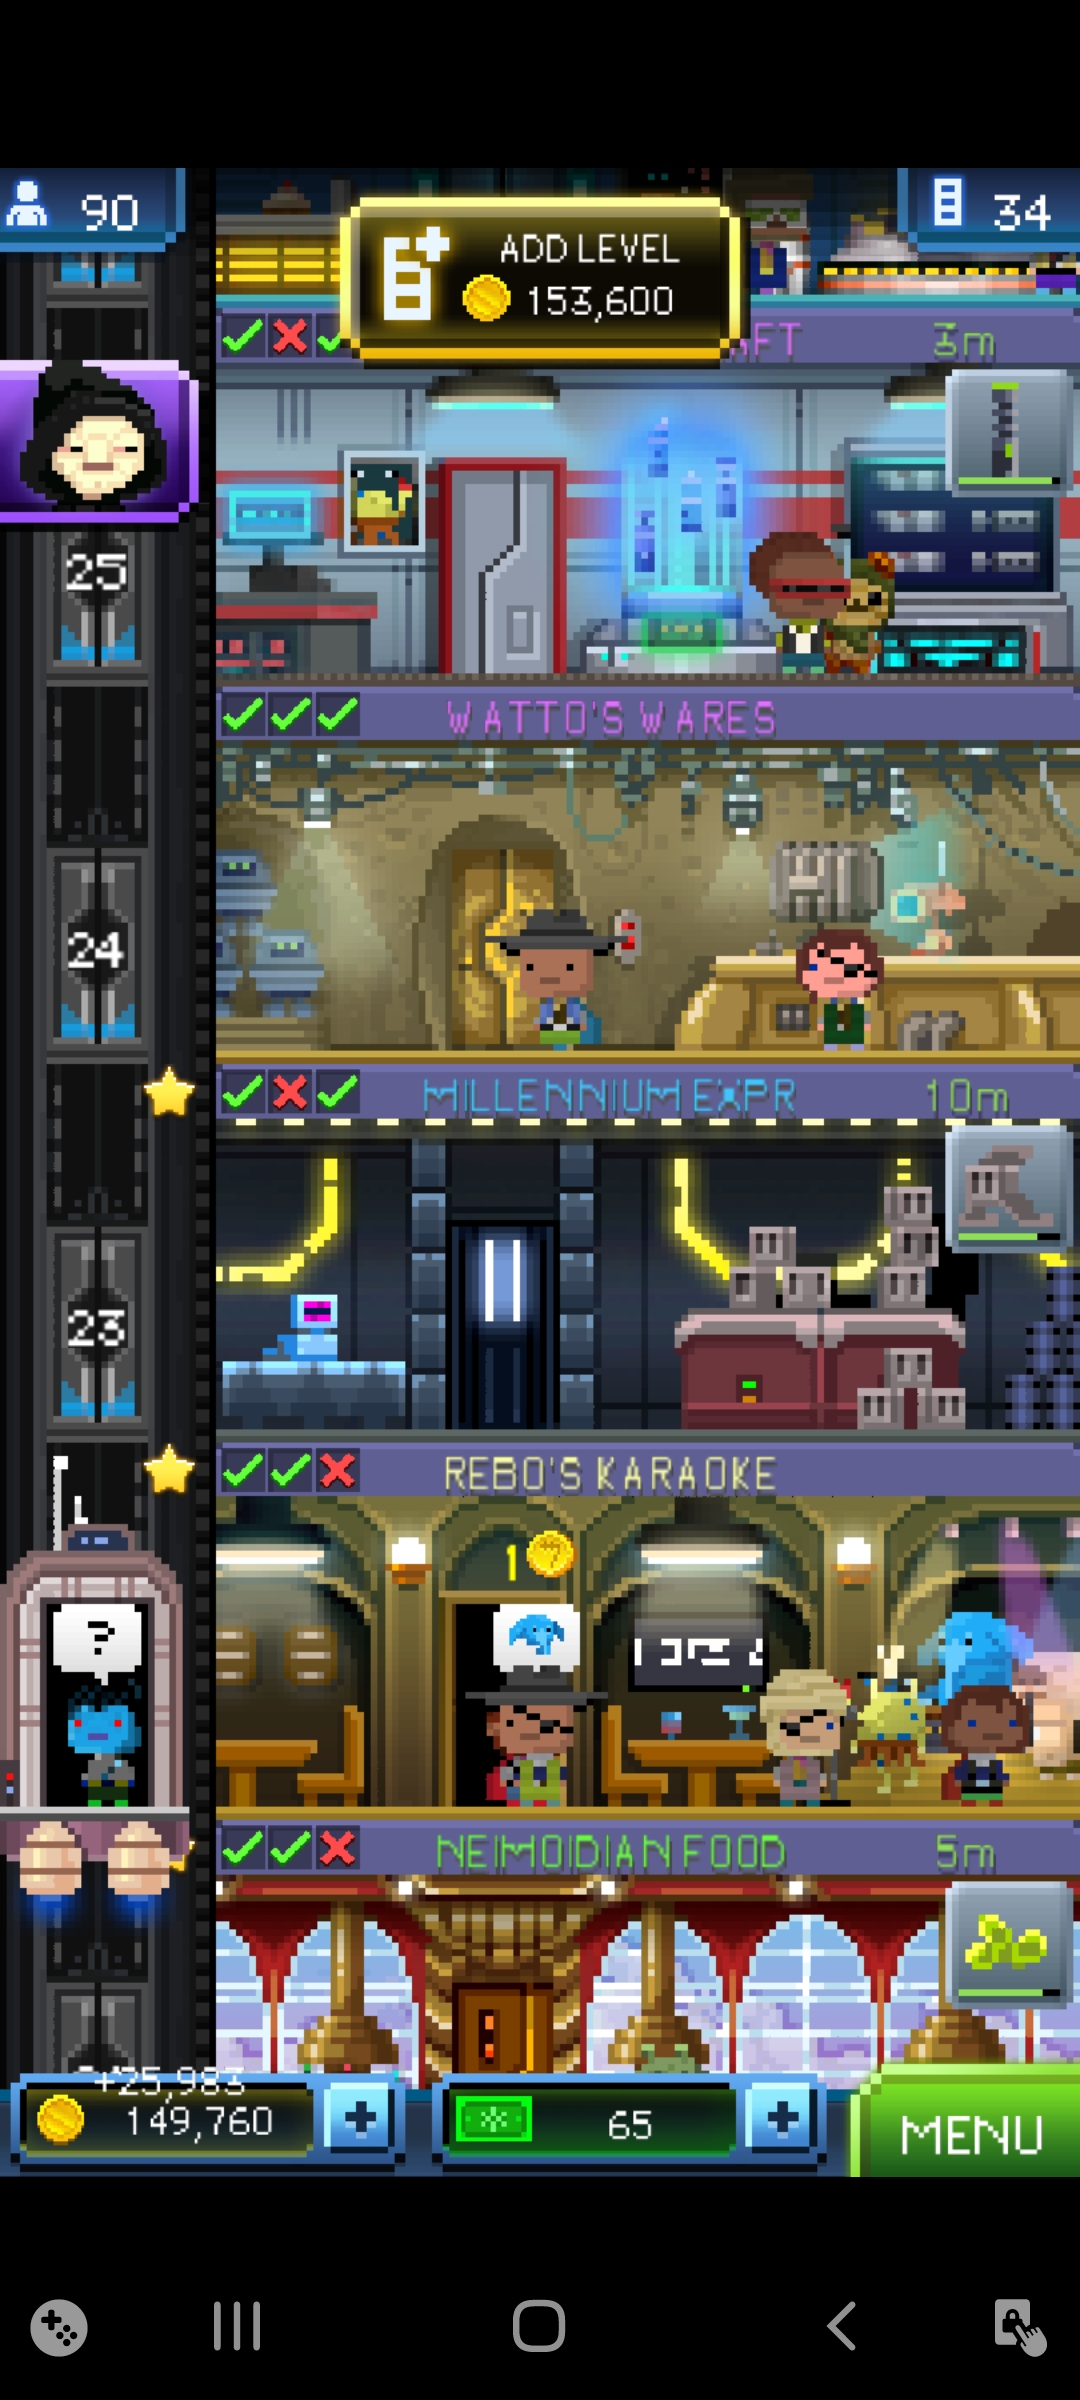 90
ADD LEVEL
153,600
34
3m
25
WATTO'S WARES
24
MILLENNIUM EXPR
10m
23
REBO'S KARAOKE
1
?
NEIMOIDIAN FOOD
5m
+25,983
149,760
65
MENU